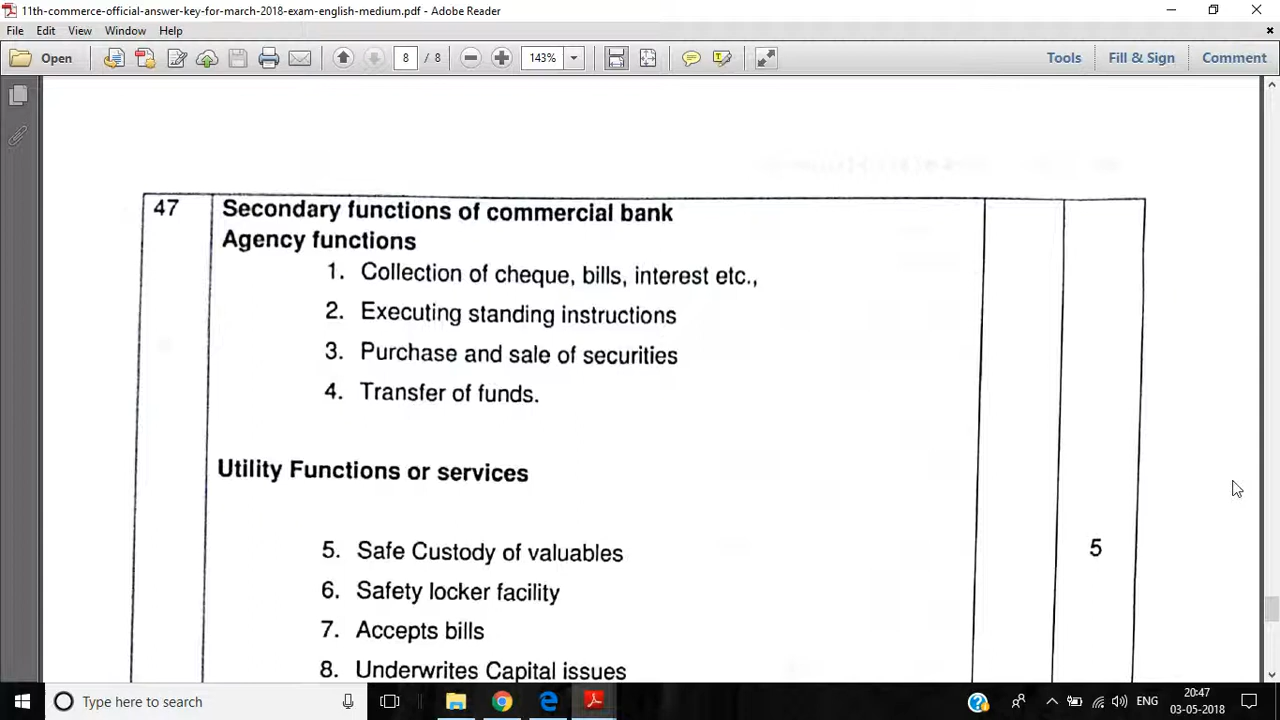 11th-commerce-official-answer-key-for-march-2018-exam-english-medium.pdf - Adobe Reader
File Edit View Window Help
Open 8 / 8 143% Tools Fill & Sign Comment
47 Secondary functions of commercial bank
Agency functions
1. Collection of cheque, bills, interest etc.,
2. Executing standing instructions
3. Purchase and sale of securities
4. Transfer of funds.
Utility Functions or services
5. Safe Custody of valuables
5
6. Safety locker facility
7. Accepts bills
8. Underwrites Capital issues
Type here to search
ENG
20:47
03-05-2018